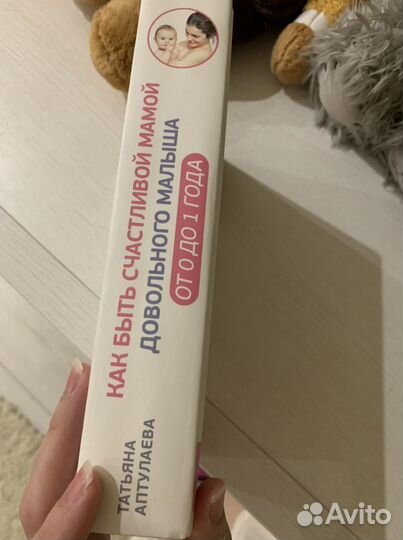 КАК БЫТЬ СЧАСТЛИВОЙ МАМОЙ
ДОВОЛЬНОГО МАЛЫША
ОТ 0 ДО 1 ГОДА
ТАТЬЯНА
АПТУЛАЕВА
Avito